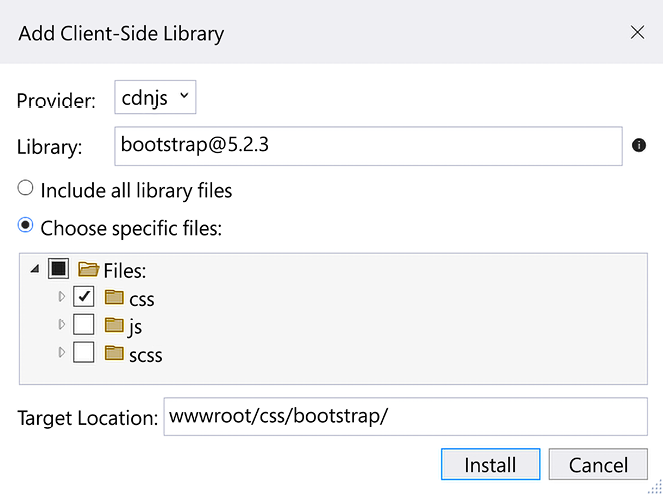 Add Client-Side Library
Provider: cdnjs
Library: bootstrap@5.2.3
Include all library files
Choose specific files:
Files:
css
js
scss
Target Location: wwwroot/css/bootstrap/
Install Cancel